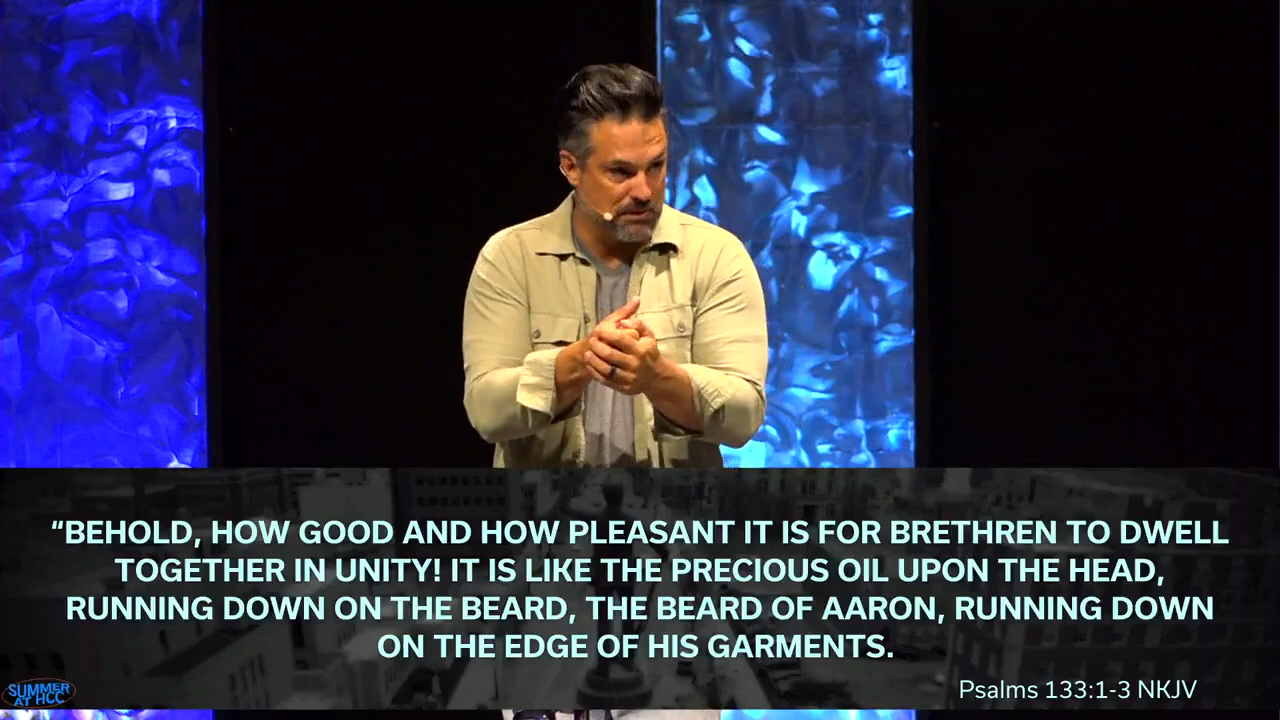 “BEHOLD, HOW GOOD AND HOW PLEASANT IT IS FOR BRETHREN TO DWELL
TOGETHER IN UNITY! IT IS LIKE THE PRECIOUS OIL UPON THE HEAD,
RUNNING DOWN ON THE BEARD, THE BEARD OF AARON, RUNNING DOWN
ON THE EDGE OF HIS GARMENTS.
Psalms 133:1-3 NKJV
SUMMER
AT HCC